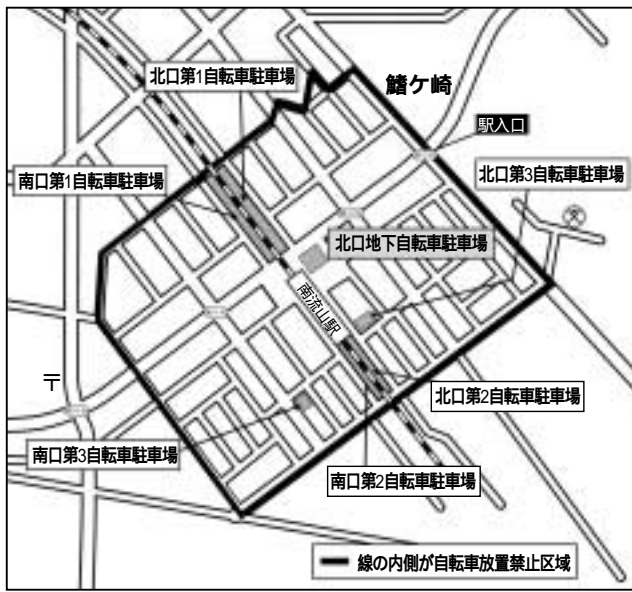 北口第1自転車駐車場
鰭ケ崎
駅入口
南口第1自転車駐車場
北口第3自転車駐車場
北口地下自転車駐車場
南流山駅
〒
北口第2自転車駐車場
南口第3自転車駐車場
南口第2自転車駐車場
線の内側が自転車放置禁止区域